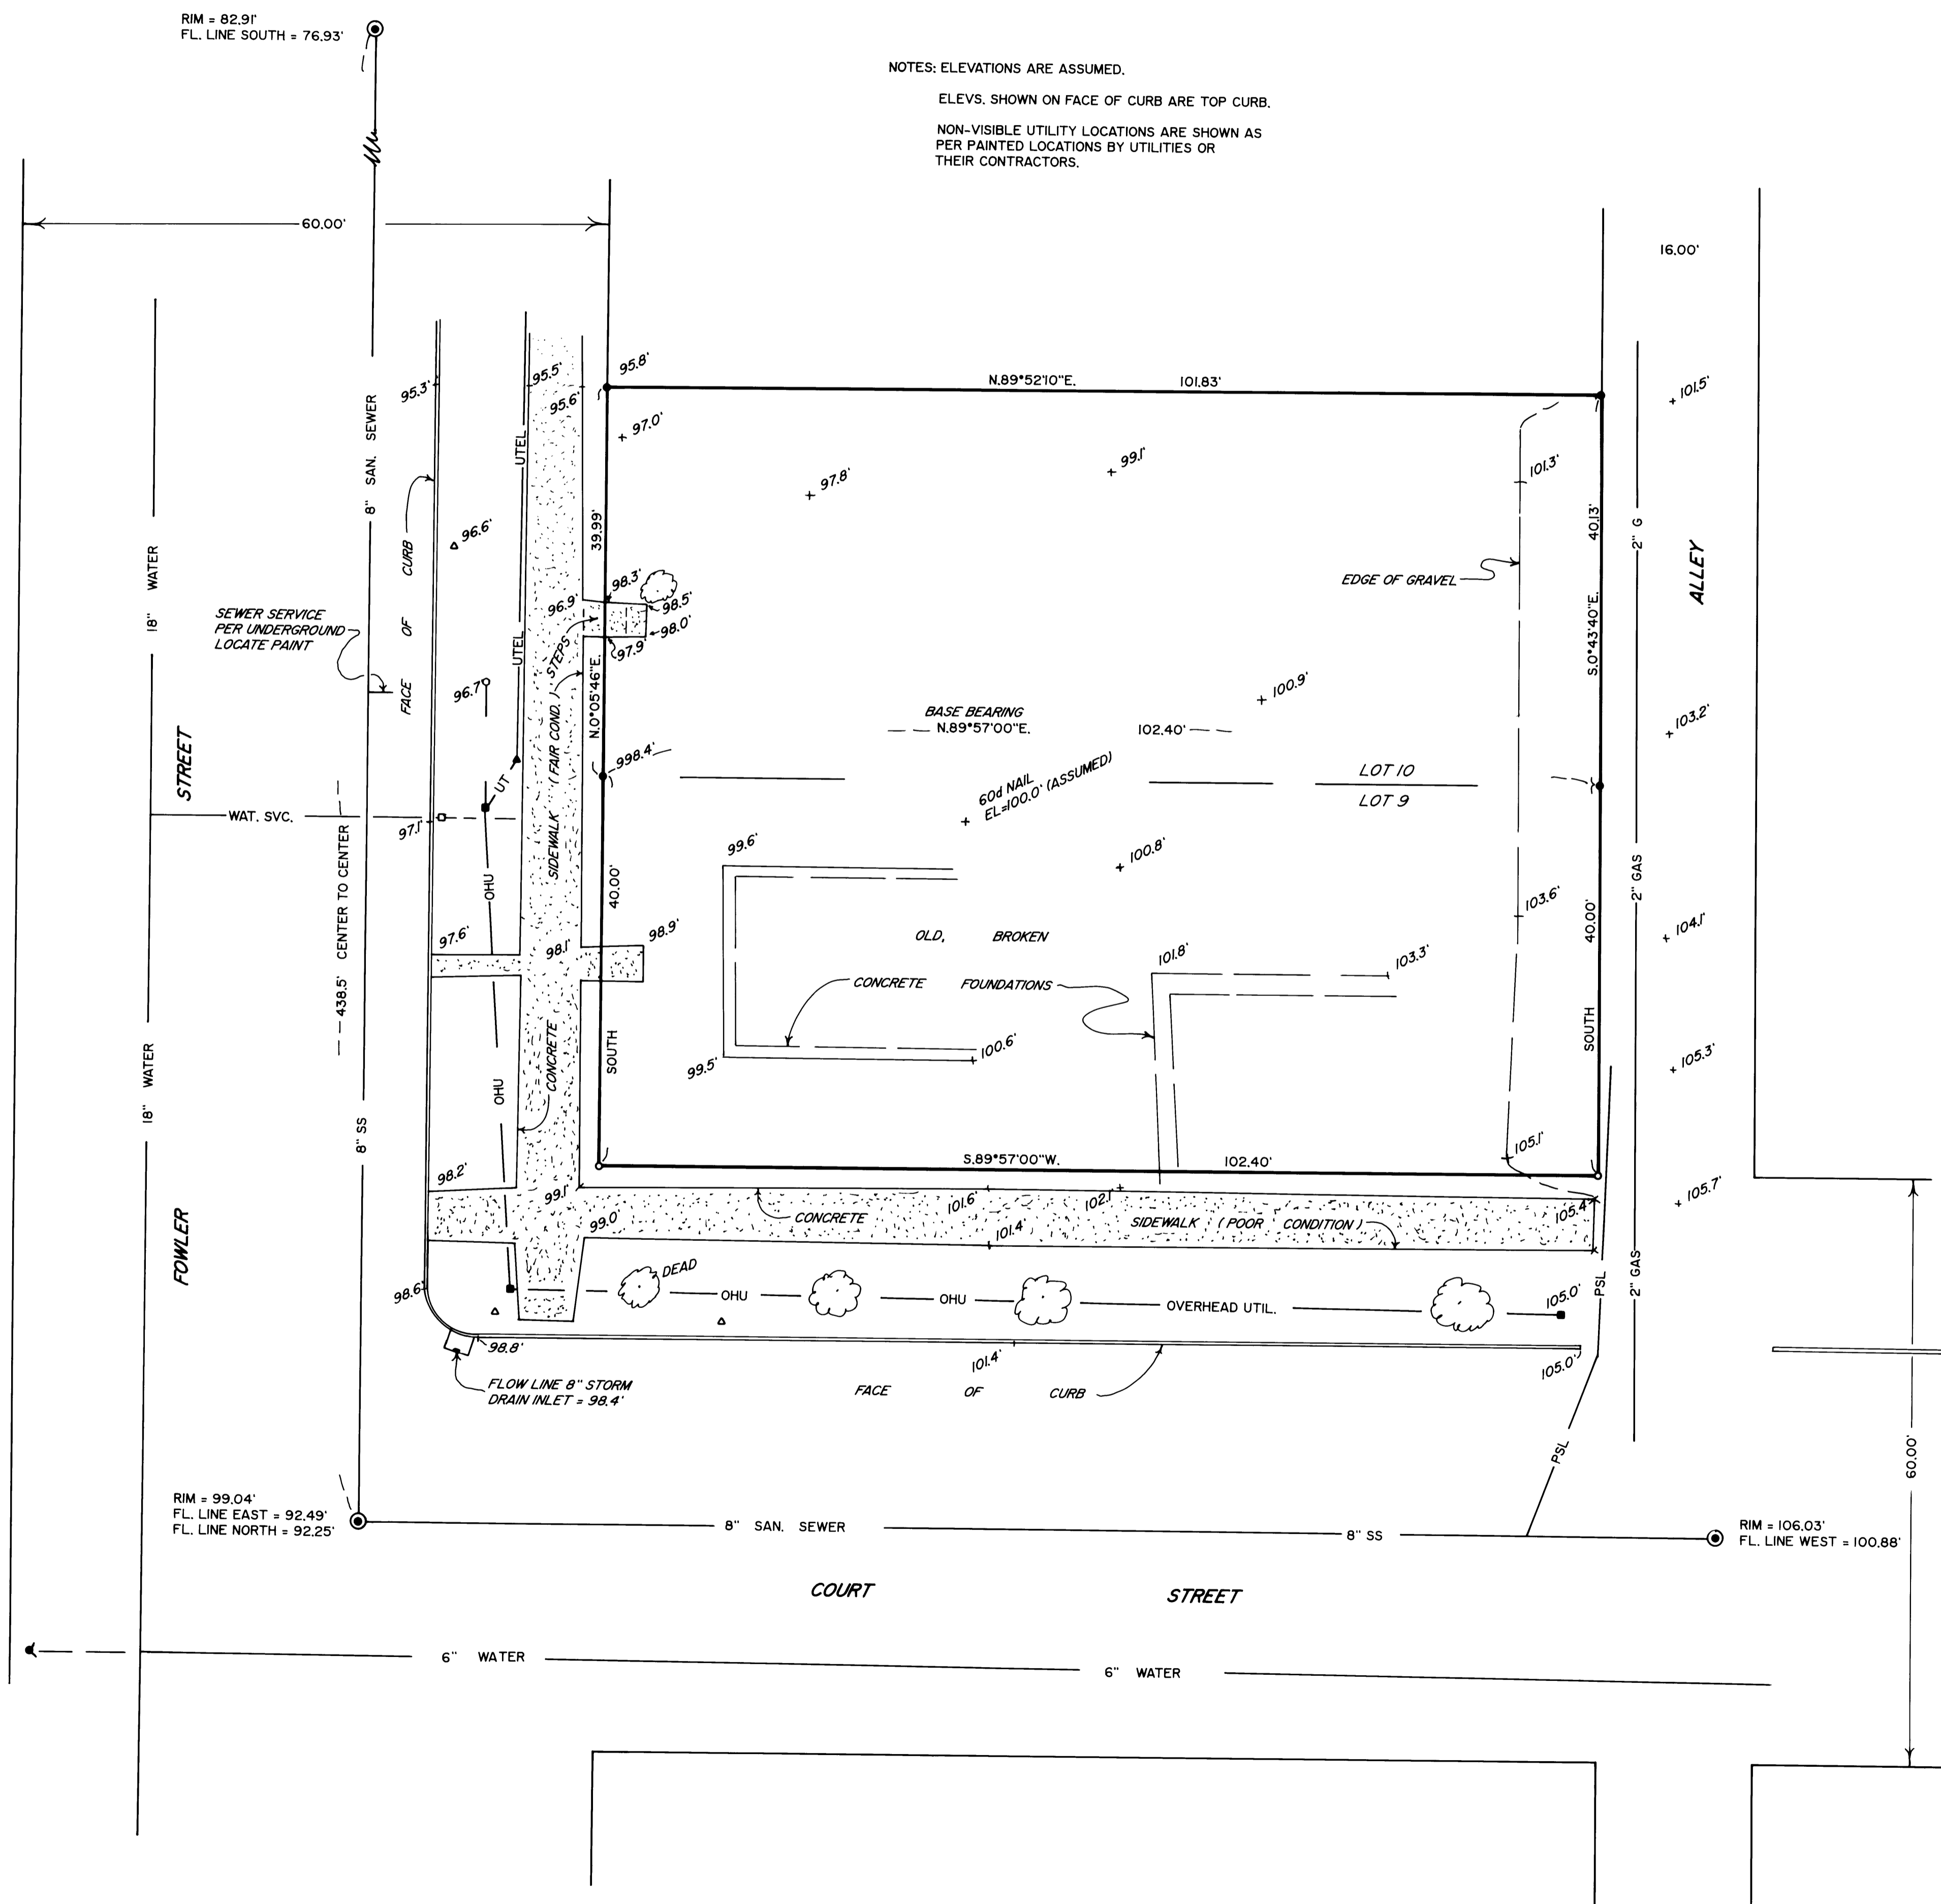 RIM = 82.91'
FL. LINE SOUTH = 76.93'
NOTES: ELEVATIONS ARE ASSUMED.
ELEVS. SHOWN ON FACE OF CURB ARE TOP CURB.
NON-VISIBLE UTILITY LOCATIONS ARE SHOWN AS
PER PAINTED LOCATIONS BY UTILITIES OR
THEIR CONTRACTORS.
60.00'
16.00'
95.3'
95.5'
95.6'
95.8'
N.89°52'10"E. 101.83'
101.5'
97.0'
97.8'
99.1'
101.3'
8" SAN. SEWER
UTEL
39.99'
40.13'
2" G
96.6'
18" WATER
FACE OF CURB
EDGE OF GRAVEL
ALLEY
SEWER SERVICE
PER UNDERGROUND
LOCATE PAINT
96.9'
98.3'
98.5'
98.0'
97.9'
STEPS
UTEL
N.0°05'46"E.
S.0°43'40"E.
96.7'
100.9'
BASE BEARING
N.89°57'00"E. 102.40'
103.2'
STREET
998.4'
UT
SIDEWALK (FAIR COND.)
60d NAIL
EL=100.0' (ASSUMED)
LOT 10
LOT 9
WAT. SVC.
97.1'
438.5' CENTER TO CENTER
OHU
40.00'
99.6'
100.8'
2" GAS
103.6'
40.00'
104.1'
97.6'
98.1'
98.9'
OLD, BROKEN
CONCRETE FOUNDATIONS
101.8'
103.3'
18" WATER
OHU
CONCRETE
SOUTH
99.5'
100.6'
SOUTH
105.3'
8" SS
105.1'
S.89°57'00"W. 102.40'
98.2'
99.1'
99.0'
101.6'
102.1'
105.4'
105.7'
CONCRETE
101.4'
SIDEWALK (POOR CONDITION)
FOWLER
98.6'
DEAD
OHU
OHU
OVERHEAD UTIL.
105.0'
PSL
2" GAS
98.8'
101.4'
105.0'
FLOW LINE 8" STORM
DRAIN INLET = 98.4'
FACE OF CURB
PSL
60.00'
RIM = 99.04'
FL. LINE EAST = 92.49'
FL. LINE NORTH = 92.25'
8" SAN. SEWER
8" SS
RIM = 106.03'
FL. LINE WEST = 100.88'
COURT STREET
6" WATER
6" WATER